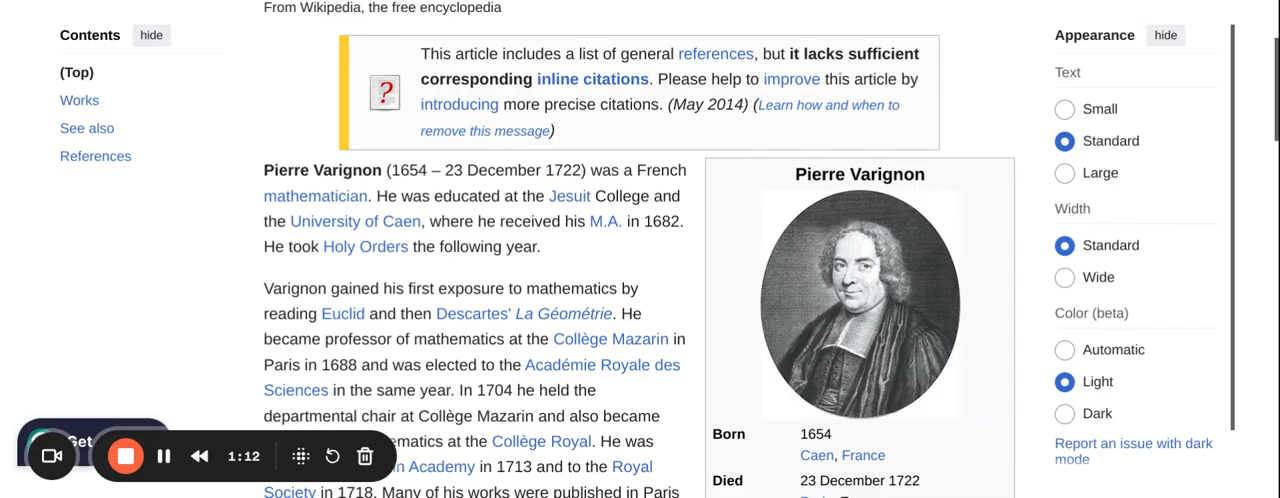 From Wikipedia, the free encyclopedia
Contents hide
(Top)
Works
See also
References
This article includes a list of general references, but it lacks sufficient
corresponding inline citations. Please help to improve this article by
introducing more precise citations. (May 2014) (Learn how and when to
remove this message)
Pierre Varignon (1654 – 23 December 1722) was a French
mathematician. He was educated at the Jesuit College and
the University of Caen, where he received his M.A. in 1682.
He took Holy Orders the following year.
Varignon gained his first exposure to mathematics by
reading Euclid and then Descartes' La Géométrie. He
became professor of mathematics at the Collège Mazarin in
Paris in 1688 and was elected to the Académie Royale des
Sciences in the same year. In 1704 he held the
departmental chair at Collège Mazarin and also became
ematics at the Collège Royal. He was
n Academy in 1713 and to the Royal
Society in 1718. Many of his works were published in Paris
Pierre Varignon
Born 1654
Caen, France
Died 23 December 1722
Appearance hide
Text
Small
Standard
Large
Width
Standard
Wide
Color (beta)
Automatic
Light
Dark
Report an issue with dark
mode
Get
1:12